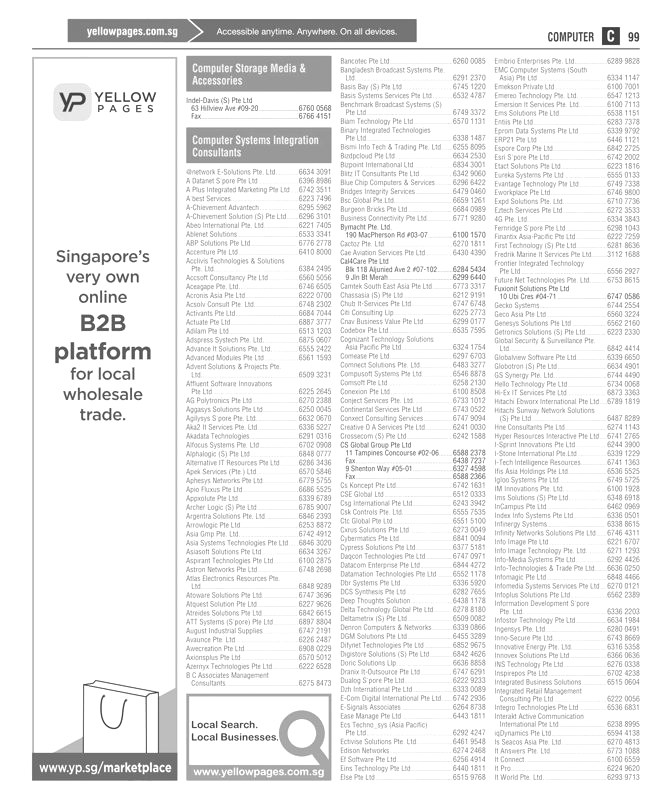 yellowpages.com.sg
Accessible anytime. Anywhere. On all devices.
COMPUTER C 99
YP YELLOW
PAGES
Singapore's
very own
online
B2B
platform
for local
wholesale
trade.
www.yp.sg/marketplace
Computer Storage Media &
Accessories
Indel-Davis (S) Pte Ltd
63 Hillview Ave #09-20 6760 0568
Fax 6766 4151
Computer Systems Integration
Consultants
@network E-Solutions Pte. Ltd 6634 3091
A Datanet S'pore Pte Ltd 6396 8986
A Plus Integrated Marketing Pte Ltd 6742 3511
A best Services 6223 7496
A-Chievement Advantech 6295 5962
A-Chievement Solution (S) Pte Ltd 6296 3101
Abeo International Pte. Ltd 6221 7405
Ablenet Solutions 6533 3341
ABP Solutions Pte Ltd 6776 2778
Accenture Pte Ltd 6410 8000
Acclivis Technologies & Solutions
Pte. Ltd 6384 2495
Accsoft Consultancy Pte Ltd 6560 5056
Aceagape Pte. Ltd 6746 6505
Acronis Asia Pte Ltd 6222 0700
Acsolv Consult Pte. Ltd 6748 2302
Activants Pte Ltd 6684 7044
Actuate Pte Ltd 6887 3777
Adilam Pte Ltd 6513 1203
Adspress Systech Pte. Ltd 6875 0607
Advance It Solutions Pte. Ltd 6555 2422
Advanced Modules Pte Ltd 6561 1593
Advent Solutions & Projects Pte.
Ltd 6509 3231
Affluent Software Innovations
Pte Ltd 6225 2645
AG Polytronics Pte Ltd 6270 2388
Aggasys Solutions Pte. Ltd 6250 0045
Agilysys S'pore Pte. Ltd 6632 0670
Aka2 It Services Pte. Ltd 6336 5227
Akadata Technologies 6291 0316
Alfocus Systems Pte. Ltd 6702 0908
Alphalogic (S) Pte Ltd 6848 0777
Alternative IT Resources Pte Ltd 6286 3436
Apek Services (Pte.) Ltd 6570 5846
Aphesys Networks Pte Ltd 6779 5755
Apio Fluxus Pte Ltd 6686 5525
Appxolute Pte Ltd 6339 6789
Archer Logic (S) Pte Ltd 6785 9007
Argentra Solutions Pte. Ltd 6846 2393
Arrowlogic Pte Ltd 6253 8872
Asia Gmp Pte. Ltd 6742 4912
Asia Systems Technologies Pte Ltd 6846 3020
Asiasoft Solutions Pte Ltd 6634 3267
Aspirant Technologies Pte Ltd 6100 2875
Astron Networks Pte Ltd 6748 2698
Atlas Electronics Resources Pte.
Ltd 6848 9289
Atoware Solutions Pte Ltd 6747 3696
Atquest Solution Pte Ltd 6227 9626
Atreides Solutions Pte Ltd 6842 6615
ATT Systems (S'pore) Pte Ltd 6897 8804
August Industrial Supplies 6747 2191
Avaunce Pte. Ltd 6226 2487
Awecreation Pte Ltd 6908 0229
Axionsplus Pte Ltd 6570 5012
Azernyx Technologies Pte Ltd 6222 6528
B C Associates Management
Consultants 6275 8473
Local Search.
Local Businesses.
www.yellowpages.com.sg
Bancotec Pte Ltd 6260 0085
Bangladesh Broadcast Systems Pte.
Ltd 6291 2370
Basis Bay (S) Pte Ltd 6745 1220
Basis Systems Services Pte Ltd 6532 4787
Benchmark Broadcast Systems (S)
Pte Ltd 6749 3372
Biam Technology Pte Ltd 6570 1131
Binary Integrated Technologies
Pte Ltd 6338 1487
Bismi Info Tech & Trading Pte. Ltd 6255 8095
Bizdpcloud Pte Ltd 6634 2530
Bizpoint International Ltd 6834 3001
Blitz IT Consultants Pte Ltd 6342 9060
Blue Chip Computers & Services 6296 6422
Bridges Integrity Services 6479 0460
Bsc Global Pte Ltd 6659 1261
Burgeon Bricks Pte Ltd 6684 0989
Business Connectivity Pte Ltd 6771 9280
Bymacht Pte. Ltd.
190 MacPherson Rd #03-07 6100 1570
Cactoz Pte. Ltd 6270 1811
Cae Aviation Services Pte Ltd 6430 4390
Cal4Care Pte Ltd
Blk 118 Aljunied Ave 2 #07-102 6284 5434
9 Jln Bt Merah 6299 6440
Camtek South East Asia Pte Ltd 6773 3317
Chassasia (S) Pte Ltd 6212 9191
Chub It-Services Pte Ltd 6747 6748
Citi Consulting Llp 6225 2773
Cnav Business Value Pte Ltd 6299 0177
Codebox Pte Ltd 6535 7595
Cognizant Technology Solutions
Asia Pacific Pte Ltd 6324 1754
Comease Pte Ltd 6297 6703
Comnect Solutions Pte. Ltd 6483 3277
Compusoft Systems Pte Ltd 6546 8878
Comsoft Pte Ltd 6258 2130
Conexion Pte Ltd 6100 8508
Conject Services Pte. Ltd 6733 1012
Continental Services Pte Ltd 6743 0522
Conxect Consulting Services 6747 9094
Creative D A Services Pte Ltd 6241 0030
Crossecom (S) Pte Ltd 6242 1588
CS Global Group Pte Ltd
11 Tampines Concourse #02-06 6588 2378
Fax 6438 7237
9 Shenton Way #05-01 6327 4598
Fax 6588 2366
Cs Koncept Pte Ltd 6742 1631
CSE Global Ltd 6512 0333
Csg International Pte Ltd 6243 3942
Csk Controls Pte. Ltd 6555 7535
Ctc Global Pte Ltd 6551 5100
Cxrus Solutions Pte Ltd 6273 0049
Cybermatics Pte Ltd 6841 0094
Cypress Solutions Pte Ltd 6377 5181
Daqcon Technologies Pte Ltd 6747 0971
Datacom Enterprise Pte Ltd 6844 4272
Datamation Technologies Pte Ltd 6552 1178
Dbr Systems Pte Ltd 6336 5920
DCS Synthesis Pte Ltd 6282 7655
Deep Thoughts Solution 6438 1178
Delta Technology Global Pte Ltd 6278 8180
Deltametrix (S) Pte Ltd 6509 0082
Denron Computers & Networks 6339 0866
DGM Solutions Pte Ltd 6455 3289
Difynet Technologies Pte Ltd 6852 9675
Digistore Solutions (S) Pte Ltd 6842 4626
Doric Solutions Llp 6636 8858
Dranix It-Outsource Pte Ltd 6747 6291
Dualog S'pore Pte Ltd 6222 9233
Dzh International Pte Ltd 6333 0089
E-Com Digital International Pte Ltd 6742 2936
E-Signals Associates 6264 8738
Ease Manage Pte Ltd 6443 1811
Ecs Techno_sys (Asia Pacific)
Pte Ltd 6292 4247
Ectivise Solutions Pte. Ltd 6461 9548
Edison Networks 6274 2468
Ef Software Pte Ltd 6256 4914
Eins Technology Pte Ltd 6440 1811
Else Pte Ltd 6515 9768
Embrio Enterprises Pte. Ltd 6289 9828
EMC Computer Systems (South
Asia) Pte Ltd 6334 1147
Emekson Private Ltd 6100 7001
Emeno Technology Pte. Ltd 6547 1213
Emersion It Services Pte. Ltd 6100 7113
Ems Solutions Pte Ltd 6538 1151
Entiis Pte Ltd 6283 7378
Eprom Data Systems Pte Ltd 6339 9792
ERP21 Pte Ltd 6446 1121
Espore Corp Pte Ltd 6842 2725
Esri S'pore Pte Ltd 6742 2002
Etact Solutions Pte Ltd 6223 1816
Eureka Systems Pte Ltd 6555 0133
Evantage Technology Pte Ltd 6749 7338
Eworkplace Pte Ltd 6746 9800
Expd Solutions Pte. Ltd 6710 7736
Eztech Services Pte Ltd 6272 3533
4G Pte. Ltd 6534 3843
Fernridge S'pore Pte Ltd 6298 1043
Finantix Asia-Pacific Pte Ltd 6222 7259
First Technology (S) Pte Ltd 6281 8636
Fredrik Marine It Services Pte Ltd 3112 1688
Frontier Integrated Technology
Pte Ltd 6556 2927
Future Net Technologies Pte. Ltd 6753 8615
Fuxionit Solutions Pte Ltd
10 Ubi Cres #04-71 6747 0586
Gecko Systems 6744 2554
Geco Asia Pte Ltd 6560 3224
Genesys Solutions Pte Ltd 6562 2160
Getronics Solutions (S) Pte Ltd 6223 2330
Global Security & Surveillance Pte.
Ltd 6842 4414
Globalview Software Pte Ltd 6339 6650
Globotron (S) Pte Ltd 6634 4901
GS Synergy Pte. Ltd 6744 4490
Hello Technology Pte Ltd 6734 0068
Hi-Ex IT Services Pte Ltd 6873 3363
Hitachi Eboworx International Pte Ltd 6789 1819
Hitachi Sunway Network Solutions
(S) Pte Ltd 6487 8289
Hne Consultants Pte Ltd 6274 1143
Hyper Resources Interactive Pte Ltd 6741 2765
I-Sprint Innovations Pte Ltd 6244 3900
I-Stone International Pte Ltd 6339 1229
I-Tech Intelligence Resources 6741 1363
Ifis Asia Holdings Pte Ltd 6536 5525
Igloo Systems Pte Ltd 6749 5725
IM Innovations Pte. Ltd 6100 1928
Ims Solutions (S) Pte Ltd 6348 6918
InCampus Pte Ltd 6462 0969
Index Info Systems Pte Ltd 6336 0501
Infinergy Systems 6338 8615
Infinity Networks Solutions Pte Ltd 6746 4311
Info Image Pte Ltd 6221 6707
Info Image Technology Pte. Ltd 6271 1293
Info-Media Systems Pte Ltd 6292 4426
Info-Technologies & Trade Pte Ltd 6636 0250
Infomagic Pte Ltd 6848 4466
Infomedia Systems Services Pte Ltd 6270 0121
Infoplus Solutions Pte Ltd 6562 2389
Information Development S'pore
Pte. Ltd 6336 2203
Infostor Technology Pte Ltd 6634 1984
Ingensys Pte. Ltd 6280 0491
Inno-Secure Pte Ltd 6743 8669
Innovative Energy Pte. Ltd 6316 5358
Innovex Solutions Pte Ltd 6366 0636
INS Technology Pte Ltd 6276 0338
Inspirepos Pte Ltd 6702 4238
Integrated Business Solutions 6515 0604
Integrated Retail Management
Consulting Pte Ltd 6222 0056
Integro Technologies Pte Ltd 6536 6831
Interakt Active Communication
International Pte Ltd 6238 8995
iqDynamics Pte Ltd 6594 4138
Is Seacos Asia Pte. Ltd 6270 4813
It Answers Pte. Ltd 6773 1088
It Connect 6100 6559
It Pro 6224 9620
It World Pte. Ltd 6293 9713